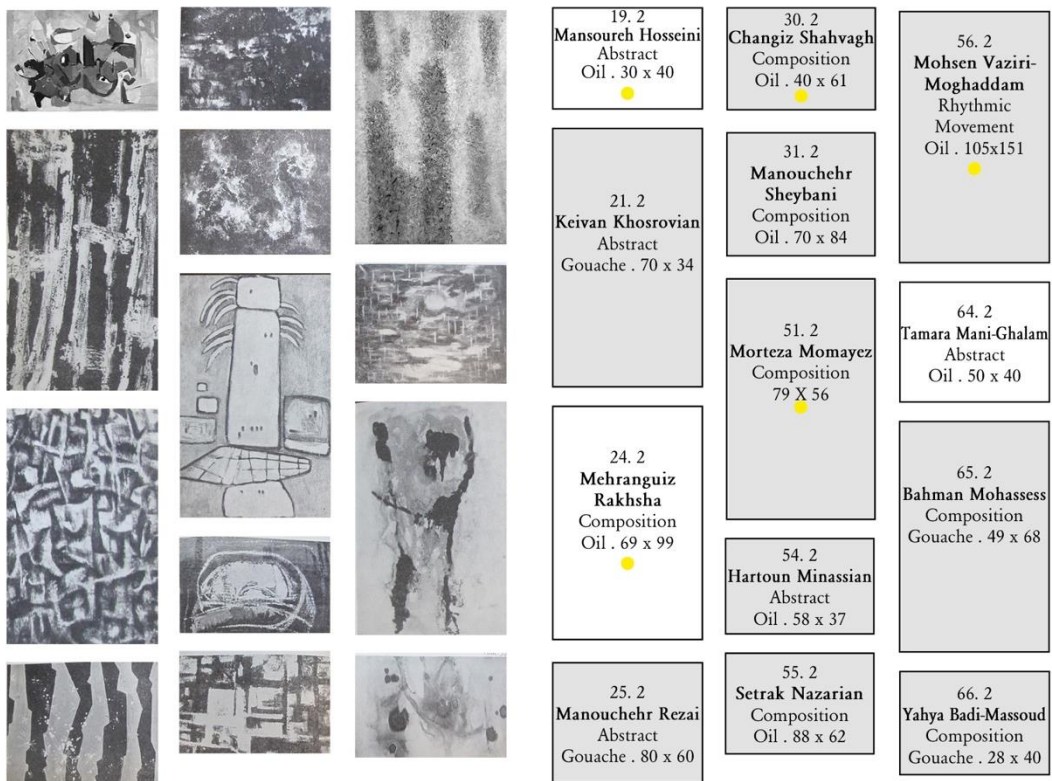 19. 2
Mansoureh Hosseini
Abstract
Oil . 30 x 40
21. 2
Keivan Khosrovian
Abstract
Gouache . 70 x 34
24. 2
Mehranguiz
Rakhsha
Composition
Oil . 69 x 99
25. 2
Manouchehr Rezai
Abstract
Gouache . 80 x 60
30. 2
Changiz Shahvagh
Composition
Oil . 40 x 61
31. 2
Manouchehr
Sheybani
Composition
Oil . 70 x 84
51. 2
Morteza Momayez
Composition
79 X 56
54. 2
Hartoun Minassian
Abstract
Oil . 58 x 37
55. 2
Setrak Nazarian
Composition
Oil . 88 x 62
56. 2
Mohsen Vaziri-
Moghaddam
Rhythmic
Movement
Oil . 105x151
64. 2
Tamara Mani-Ghalam
Abstract
Oil . 50 x 40
65. 2
Bahman Mohassess
Composition
Gouache . 49 x 68
66. 2
Yahya Badi-Massoud
Composition
Gouache . 28 x 40